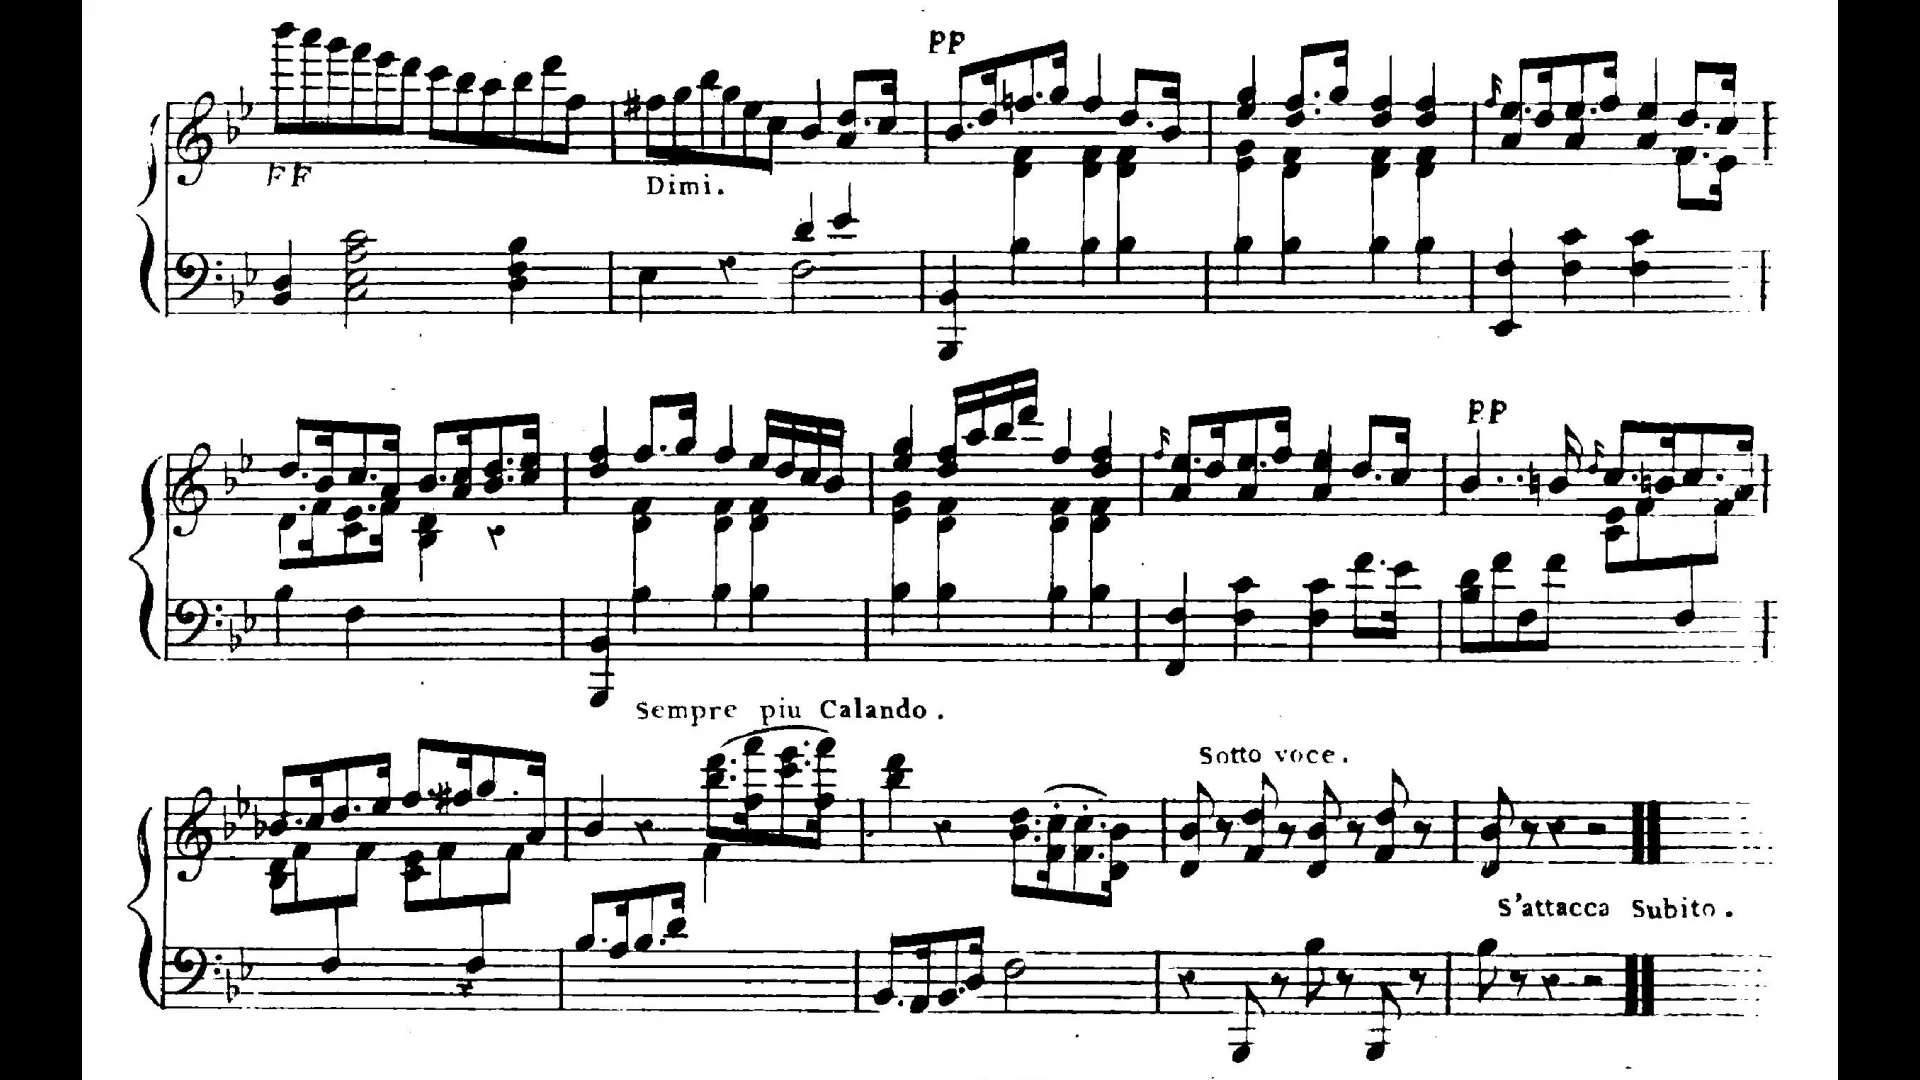 pp
FF
Dimi.
pp
Sempre piu Calando.
Sotto voce.
S'attacca Subito.